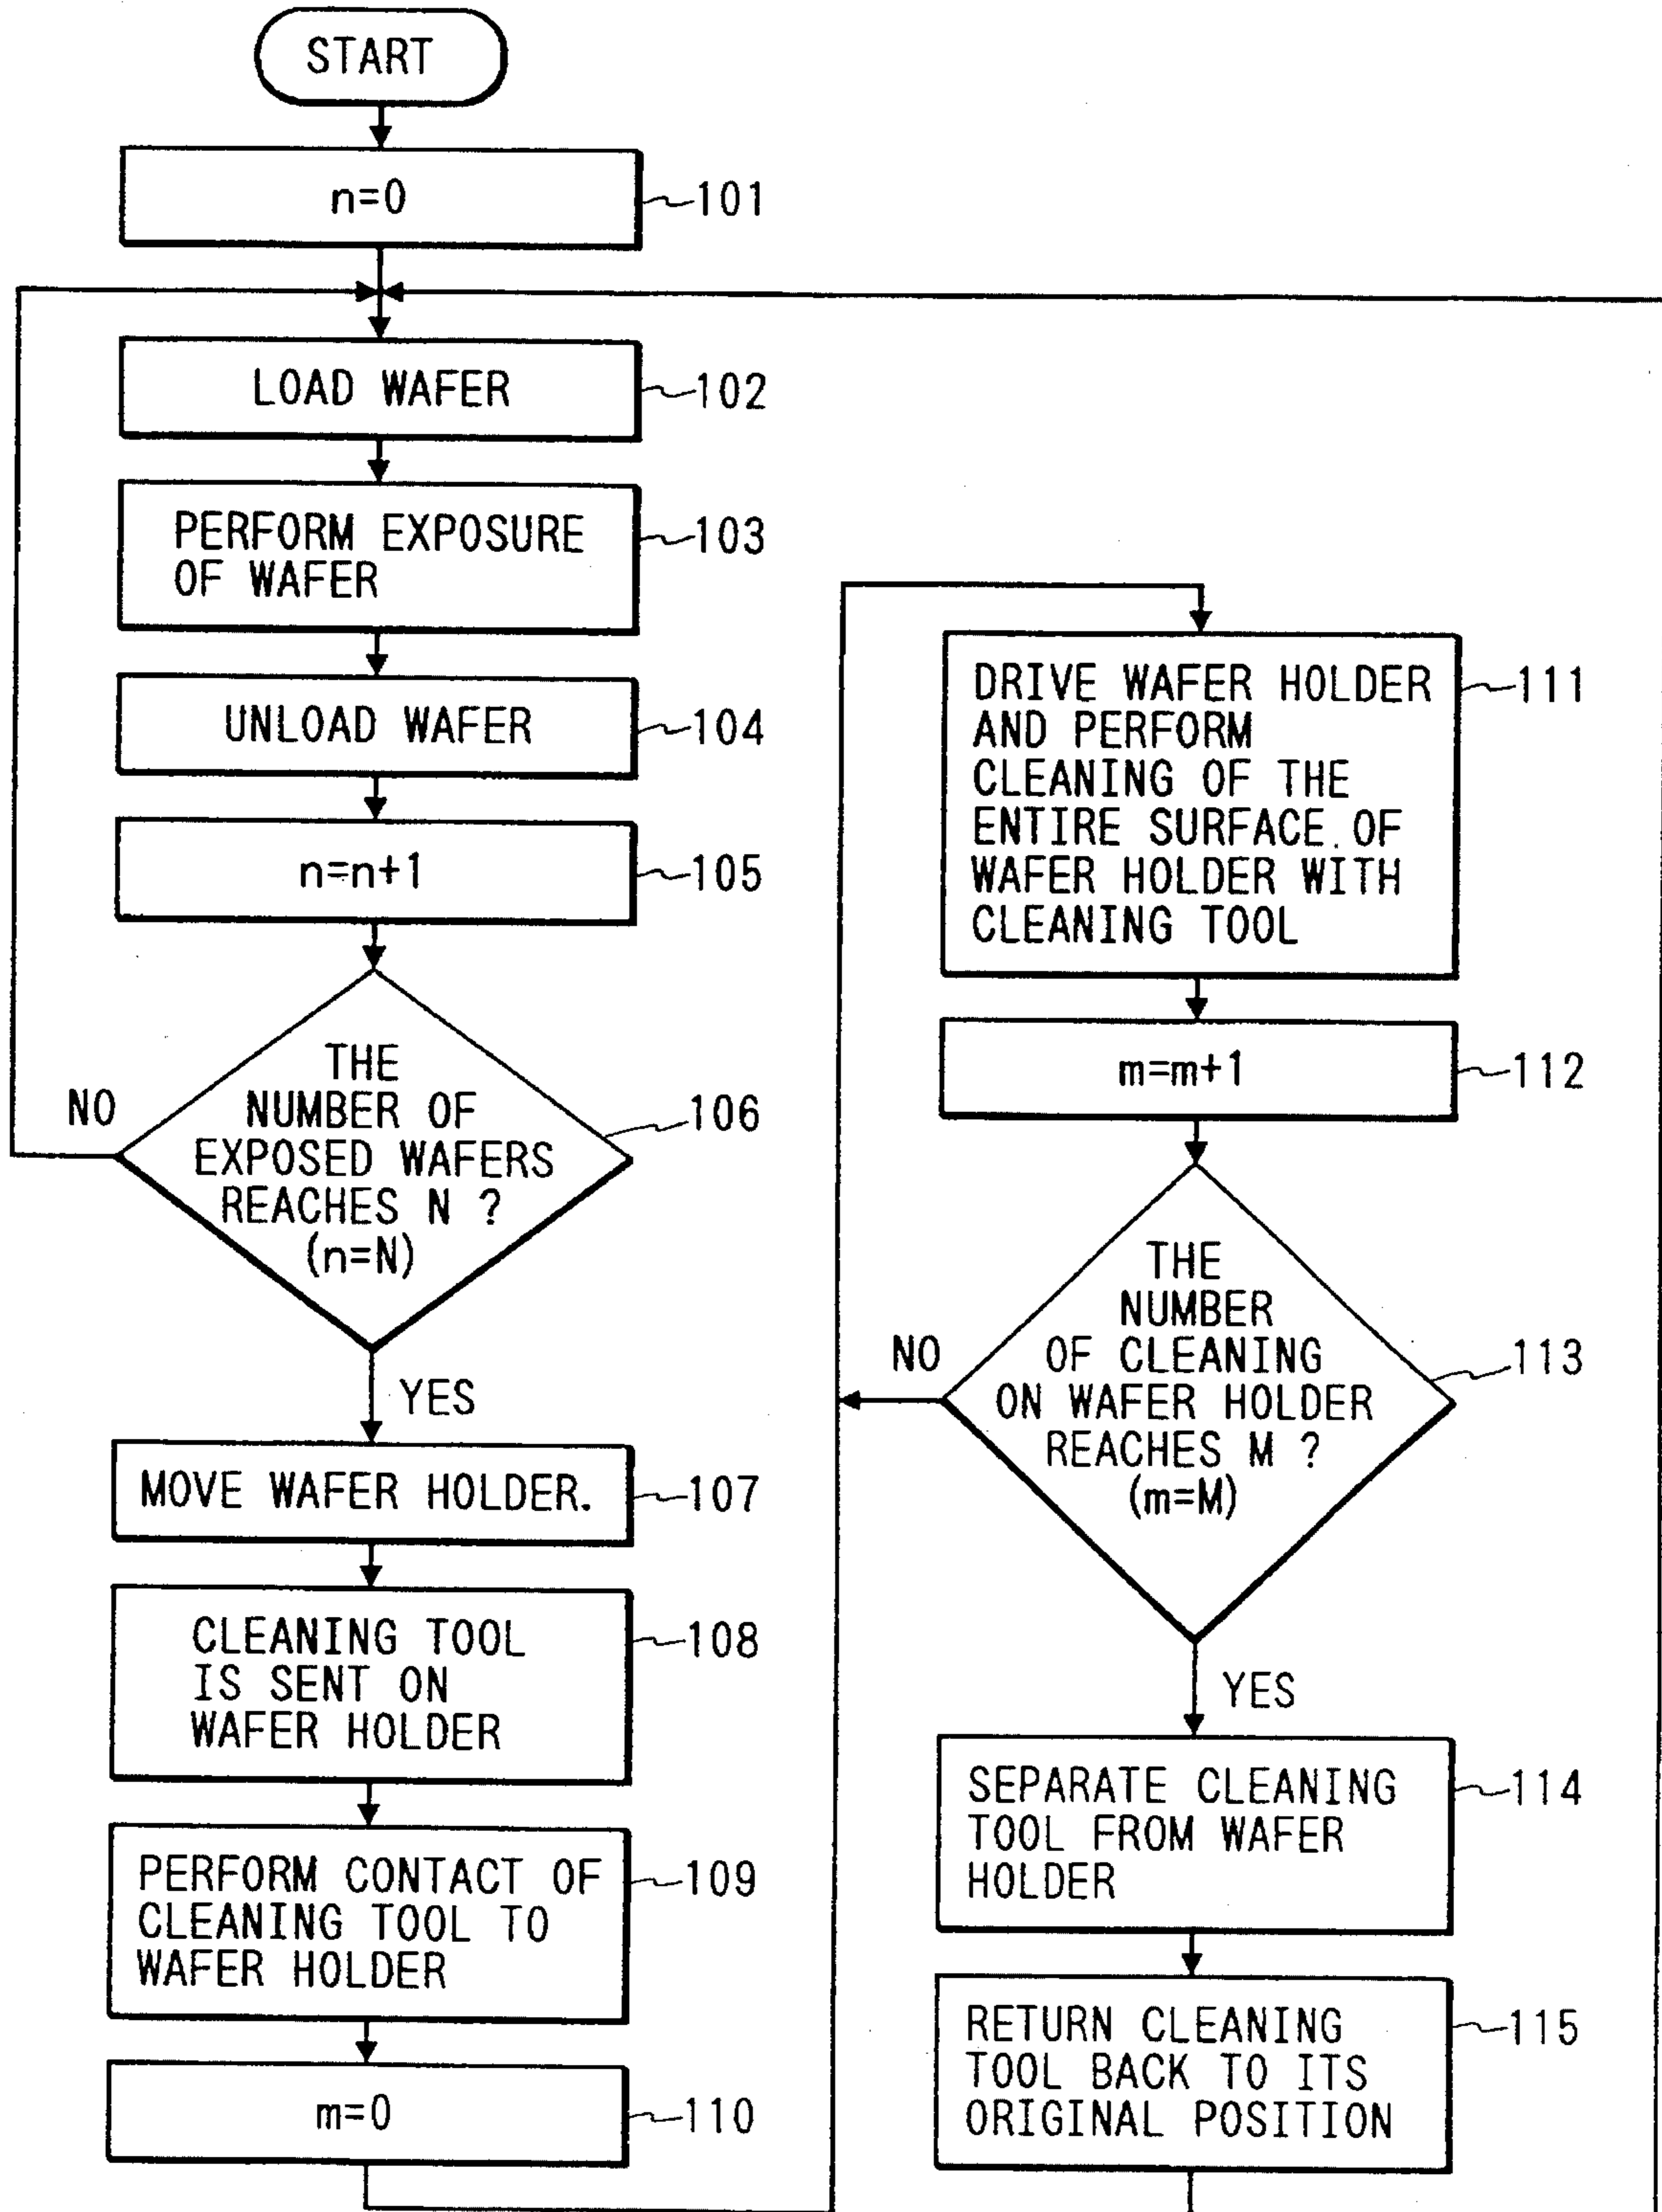 START
n=0
101
LOAD WAFER
102
PERFORM EXPOSURE
OF WAFER
103
UNLOAD WAFER
104
n=n+1
105
THE
NUMBER OF
EXPOSED WAFERS
REACHES N ?
(n=N)
106
NO
YES
MOVE WAFER HOLDER.
107
CLEANING TOOL
IS SENT ON
WAFER HOLDER
108
PERFORM CONTACT OF
CLEANING TOOL TO
WAFER HOLDER
109
m=0
110
DRIVE WAFER HOLDER
AND PERFORM
CLEANING OF THE
ENTIRE SURFACE OF
WAFER HOLDER WITH
CLEANING TOOL
111
m=m+1
112
THE
NUMBER
OF CLEANING
ON WAFER HOLDER
REACHES M ?
(m=M)
113
NO
YES
SEPARATE CLEANING
TOOL FROM WAFER
HOLDER
114
RETURN CLEANING
TOOL BACK TO ITS
ORIGINAL POSITION
115